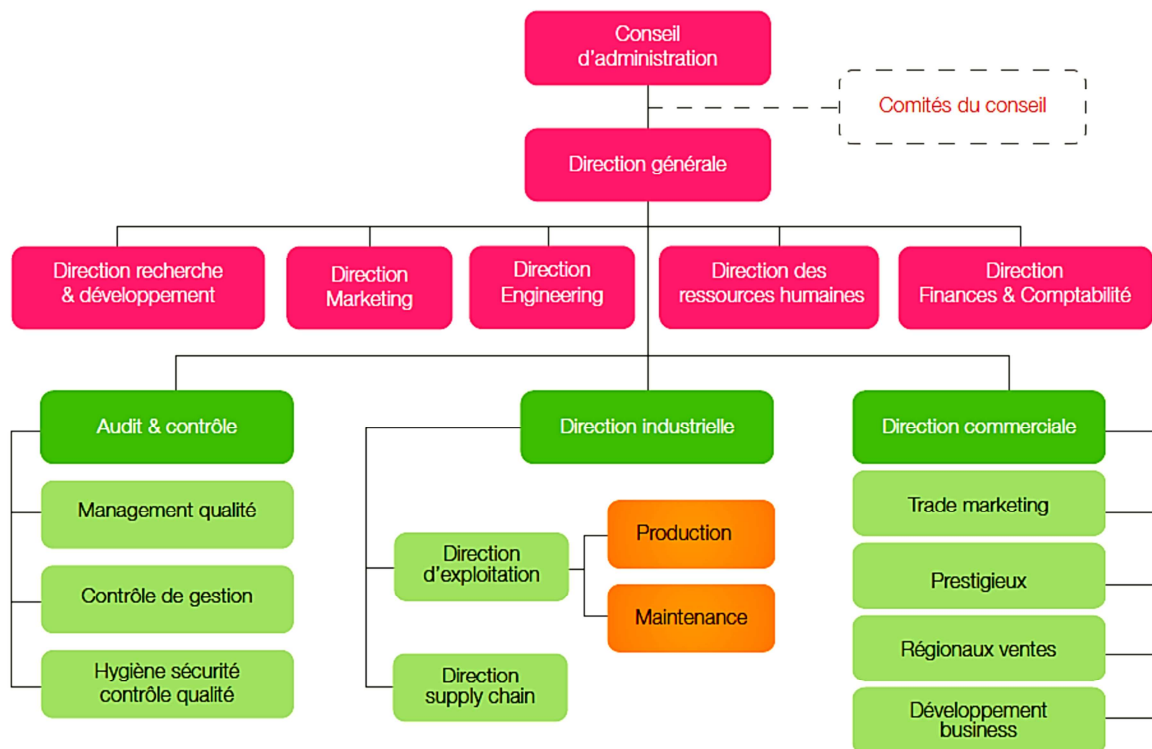 Conseil
d'administration
Comités du conseil
Direction générale
Direction recherche
& développement
Direction
Marketing
Direction
Engineering
Direction des
ressources humaines
Direction
Finances & Comptabilité
Audit & contrôle
Direction industrielle
Direction commerciale
Management qualité
Contrôle de gestion
Hygiène sécurité
contrôle qualité
Direction
d'exploitation
Production
Maintenance
Direction
supply chain
Trade marketing
Prestigieux
Régionaux ventes
Développement
business